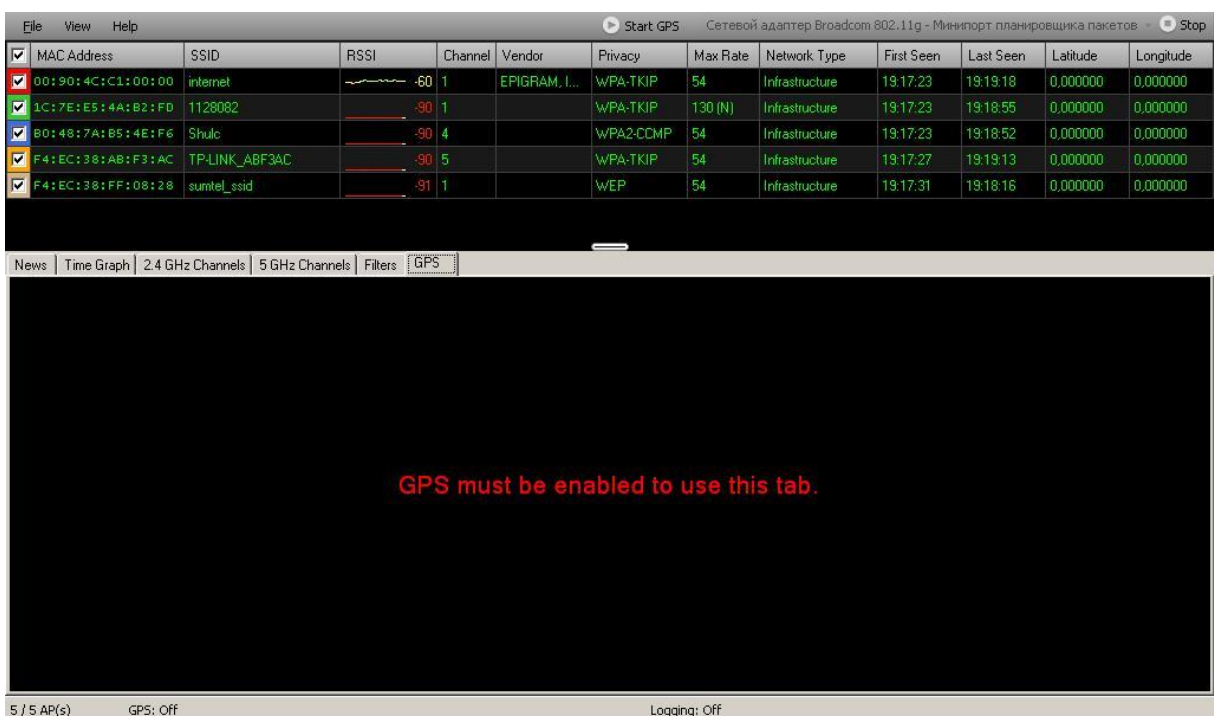 File View Help Start GPS Сетевой адаптер Broadcom 802.11g - Минипорт планировщика пакетов Stop
MAC Address SSID RSSI Channel Vendor Privacy Max Rate Network Type First Seen Last Seen Latitude Longitude
00:90:4C:C1:00:00 internet -60 1 EPIGRAM, I... WPA-TKIP 54 Infrastructure 19:17:23 19:19:18 0,000000 0,000000
1C:7E:E5:4A:B2:FD 1128082 -90 1 WPA-TKIP 130 (N) Infrastructure 19:17:23 19:18:55 0,000000 0,000000
B0:48:7A:B5:4E:F6 Shulc -90 4 WPA2-CCMP 54 Infrastructure 19:17:23 19:18:52 0,000000 0,000000
F4:EC:38:AB:F3:AC TP-LINK_ABF3AC -90 5 WPA-TKIP 54 Infrastructure 19:17:27 19:19:13 0,000000 0,000000
F4:EC:38:FF:08:28 sumtel_ssid -91 1 WEP 54 Infrastructure 19:17:31 19:18:16 0,000000 0,000000
News Time Graph 2.4 GHz Channels 5 GHz Channels Filters GPS
GPS must be enabled to use this tab.
5 / 5 AP(s) GPS: Off Logging: Off